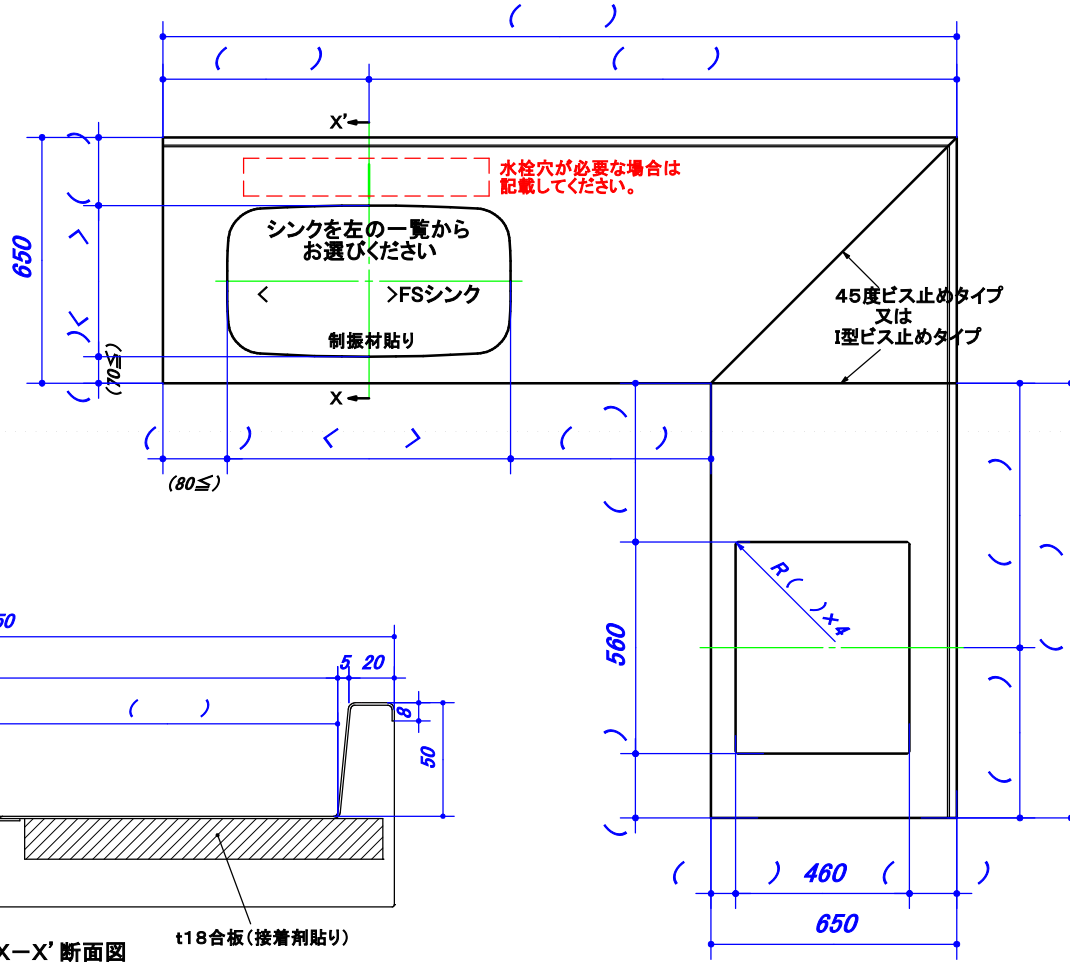 (　　)
(　　)
(　　)
X'
水栓穴が必要な場合は
記載してください。
シンクを左の一覧から
お選びください
<　　>FSシンク
制振材貼り
650
(　　)
<　　>
(　　)
(70≦)
45度ビス止めタイプ
又は
I型ビス止めタイプ
X
(　　)
<　　>
(　　)
(80≦)
(　　)
560
(　　)
R(　)×4
(　　)
(　　)
(　　)
(　　) 460 (　　)
650
50
5 20
(　　)
8
50
t18合板(接着剤貼り)
X-X' 断面図